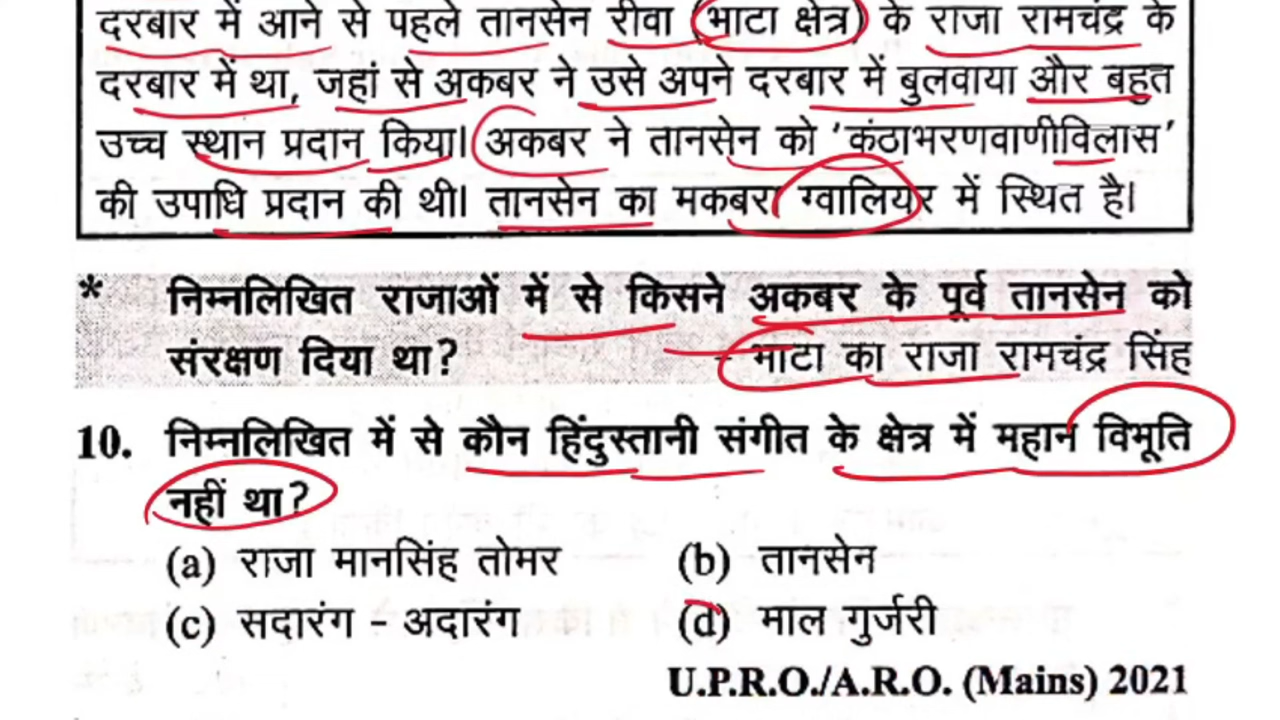 दरबार में आने से पहले तानसेन रीवा (भाटा क्षेत्र) के राजा रामचंद्र के
दरबार में था, जहां से अकबर ने उसे अपने दरबार में बुलवाया और बहुत
उच्च स्थान प्रदान किया। अकबर ने तानसेन को 'कंठाभरणवाणीविलास'
की उपाधि प्रदान की थी। तानसेन का मकबरा ग्वालियर में स्थित है।
* निम्नलिखित राजाओं में से किसने अकबर के पूर्व तानसेन को
संरक्षण दिया था? - भाटा का राजा रामचंद्र सिंह
10. निम्नलिखित में से कौन हिंदुस्तानी संगीत के क्षेत्र में महान विभूति
नहीं था?
(a) राजा मानसिंह तोमर (b) तानसेन
(c) सदारंग - अदारंग (d) माल गुर्जरी
U.P.R.O./A.R.O. (Mains) 2021